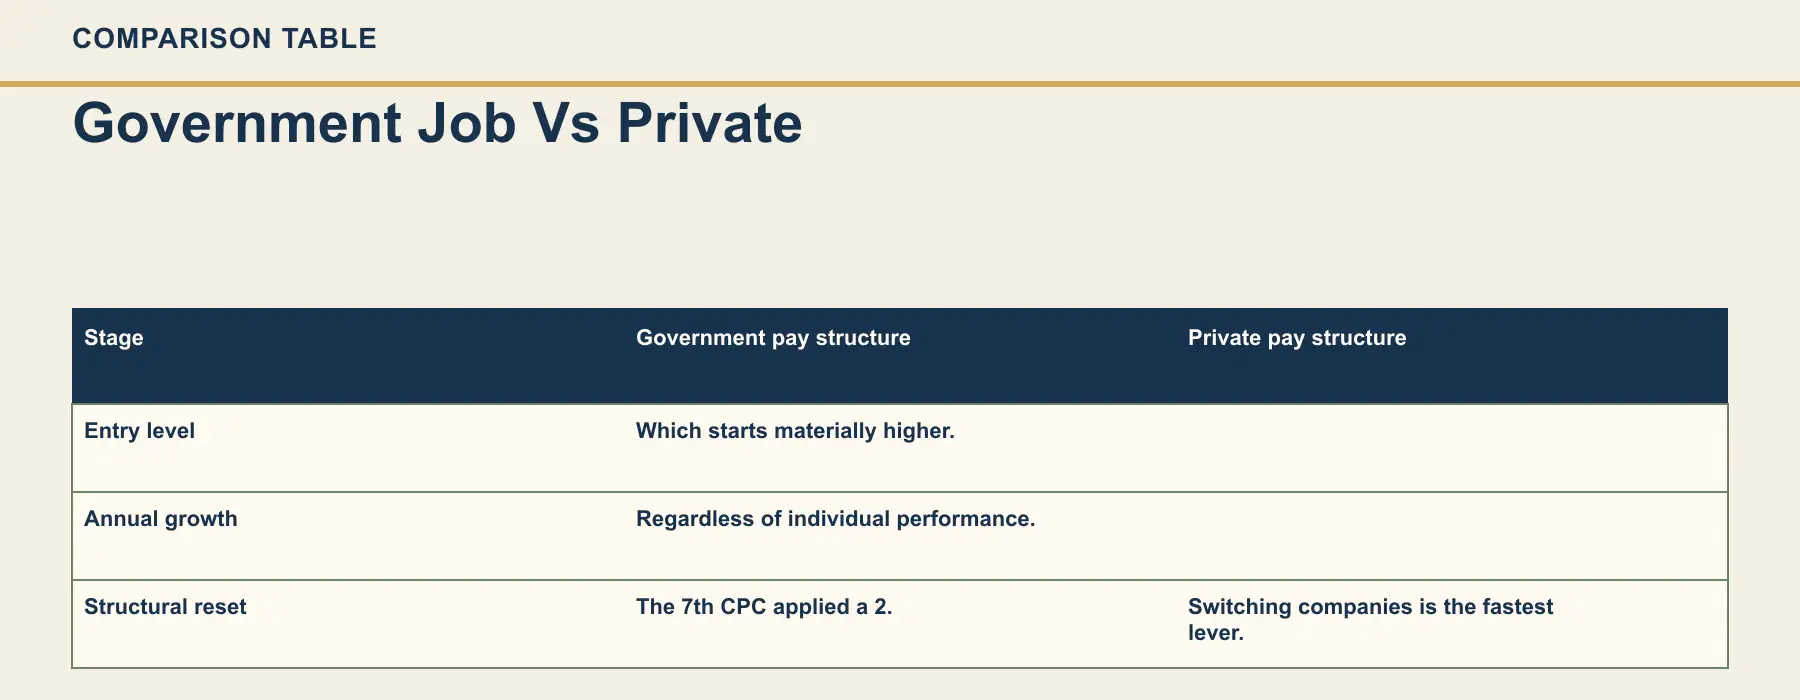 COMPARISON TABLE
Government Job Vs Private
Stage Government pay structure Private pay structure
Entry level Which starts materially higher.
Annual growth Regardless of individual performance.
Structural reset The 7th CPC applied a 2. Switching companies is the fastest
lever.